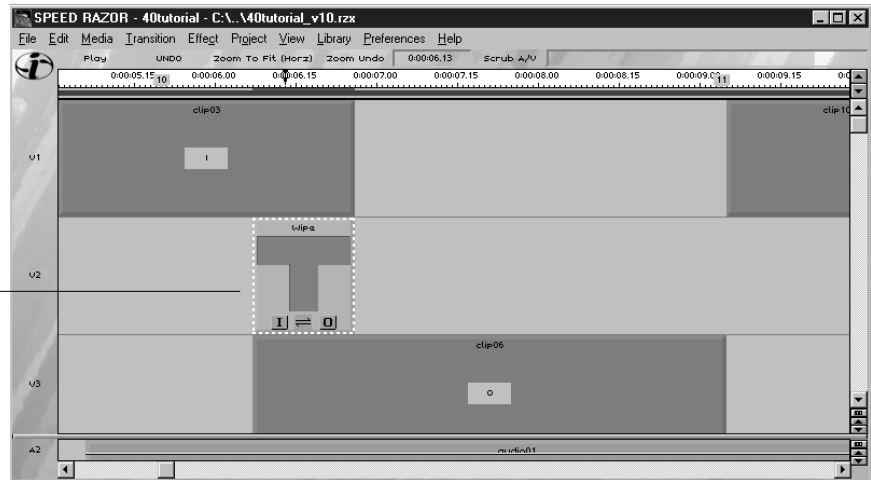 SPEED RAZOR - 40tutorial - C:\..\40tutorial_v10.rzx
File Edit Media Transition Effect Project View Library Preferences Help
Play UNDO Zoom To Fit (Horz) Zoom Undo 0:00:06.13 Scrub A/V
0:00:05.15 0:00:06.00 0:00:06.15 0:00:07.00 0:00:07.15 0:00:08.00 0:00:08.15 0:00:09.15
10 11
clip03 clip10
V1 I
Wipe
V2
I O
clip06
V3 O
A2 audio01